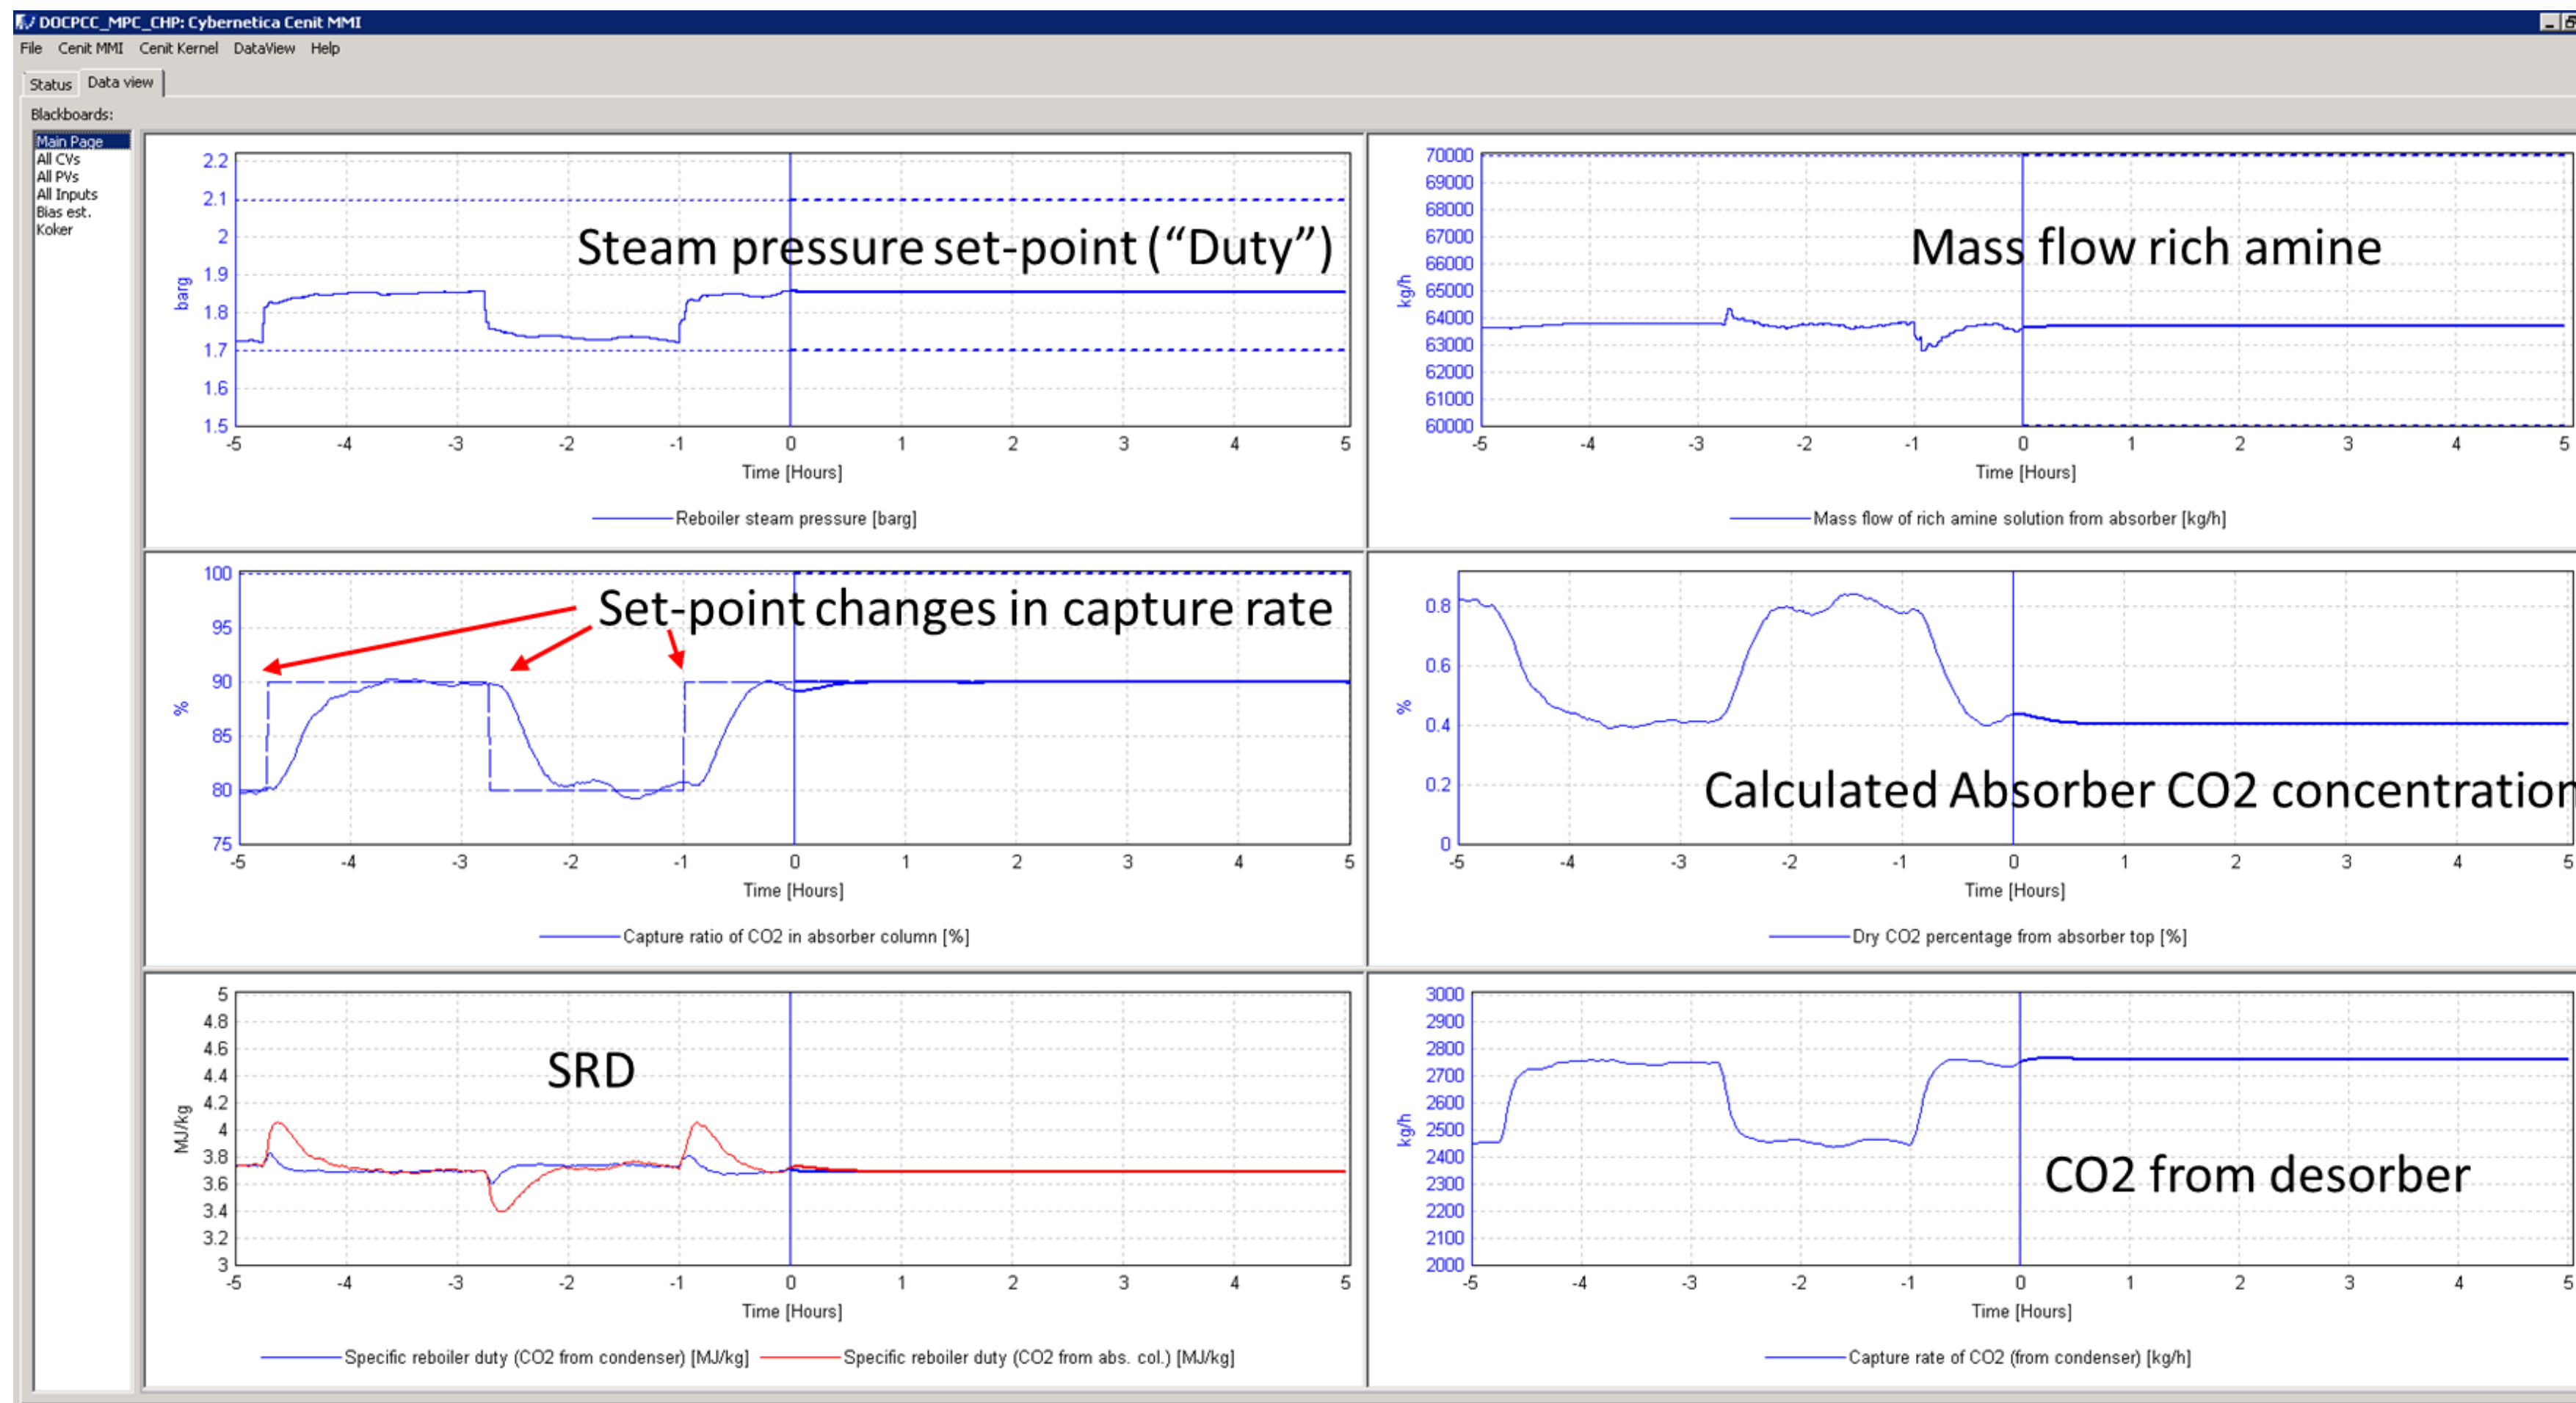 DOCPCC_MPC_CHP: Cybernetica Cenit MMI
File Cenit MMI Cenit Kernel DataView Help
Status Data view
Blackboards:
Main Page
All CVs
All PVs
All Inputs
Bias est.
Koker
Steam pressure set-point (“Duty”)
barg
2.2
2.1
2
1.9
1.8
1.7
1.6
1.5
-5 -4 -3 -2 -1 0 1 2 3 4 5
Time [Hours]
Reboiler steam pressure [barg]
Mass flow rich amine
kg/h
70000
69000
68000
67000
66000
65000
64000
63000
62000
61000
60000
-5 -4 -3 -2 -1 0 1 2 3 4 5
Time [Hours]
Mass flow of rich amine solution from absorber [kg/h]
Set-point changes in capture rate
%
100
95
90
85
80
75
-5 -4 -3 -2 -1 0 1 2 3 4 5
Time [Hours]
Capture ratio of CO2 in absorber column [%]
%
0.8
0.6
0.4
0.2
0
Calculated Absorber CO2 concentration
-5 -4 -3 -2 -1 0 1 2 3 4 5
Time [Hours]
Dry CO2 percentage from absorber top [%]
SRD
MJ/kg
5
4.8
4.6
4.4
4.2
4
3.8
3.6
3.4
3.2
3
-5 -4 -3 -2 -1 0 1 2 3 4 5
Time [Hours]
Specific reboiler duty (CO2 from condenser) [MJ/kg] Specific reboiler duty (CO2 from abs. col.) [MJ/kg]
kg/h
3000
2900
2800
2700
2600
2500
2400
2300
2200
2100
2000
CO2 from desorber
-5 -4 -3 -2 -1 0 1 2 3 4 5
Time [Hours]
Capture rate of CO2 (from condenser) [kg/h]